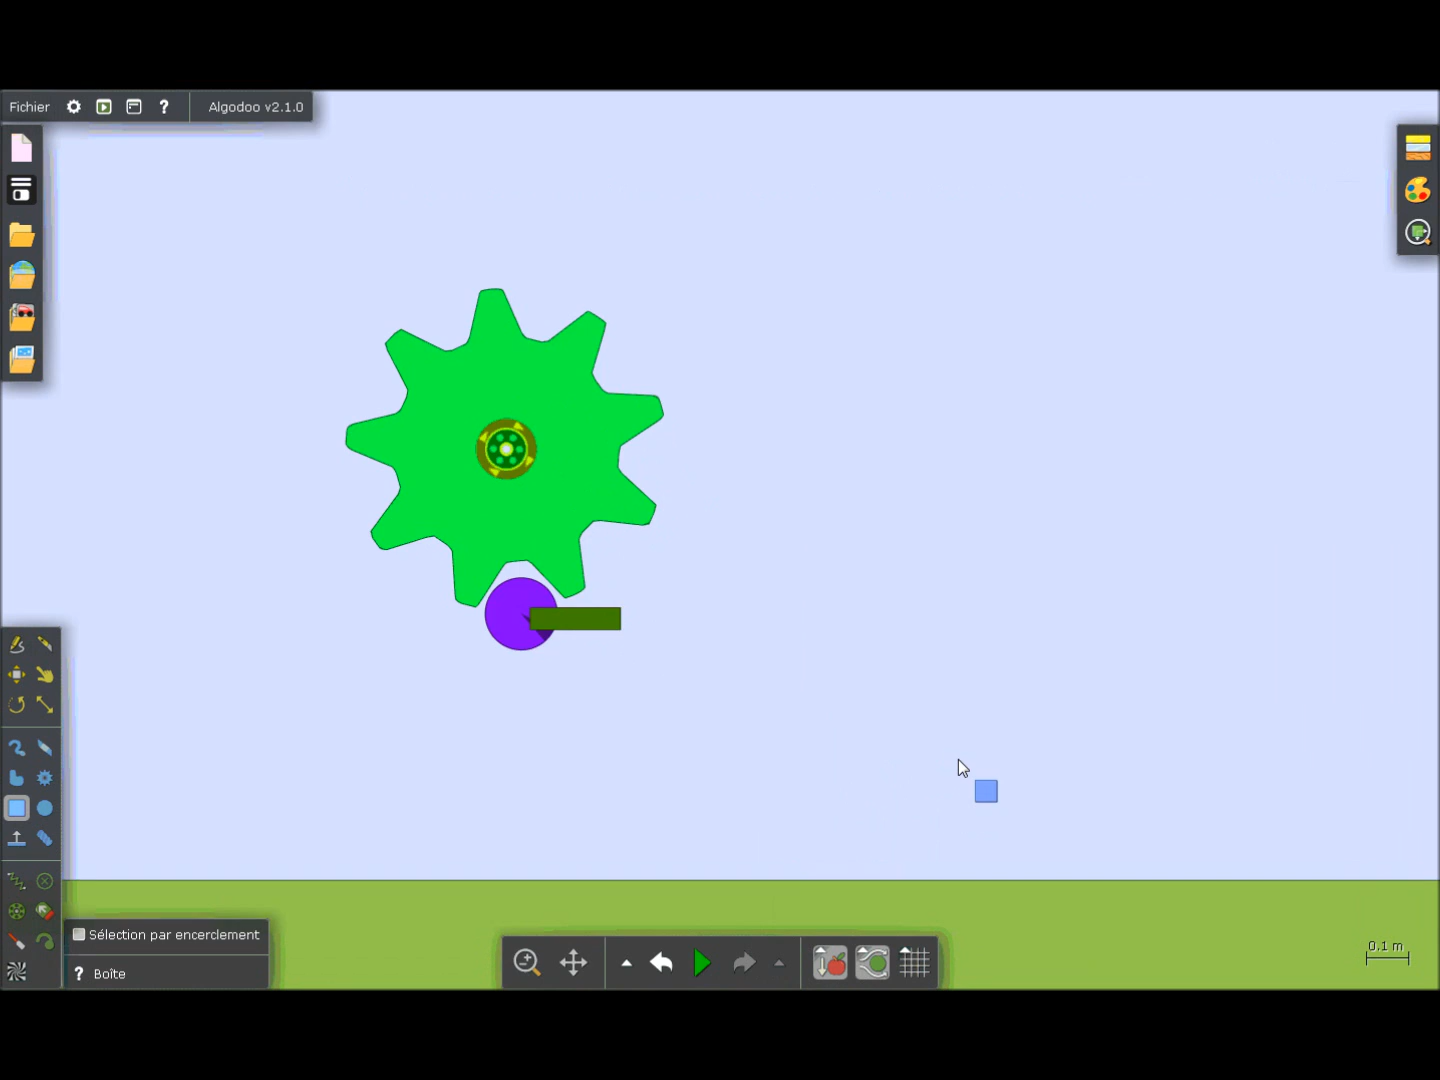 Fichier ? Algodoo v2.1.0
Sélection par encerclement
? Boîte
0.1 m